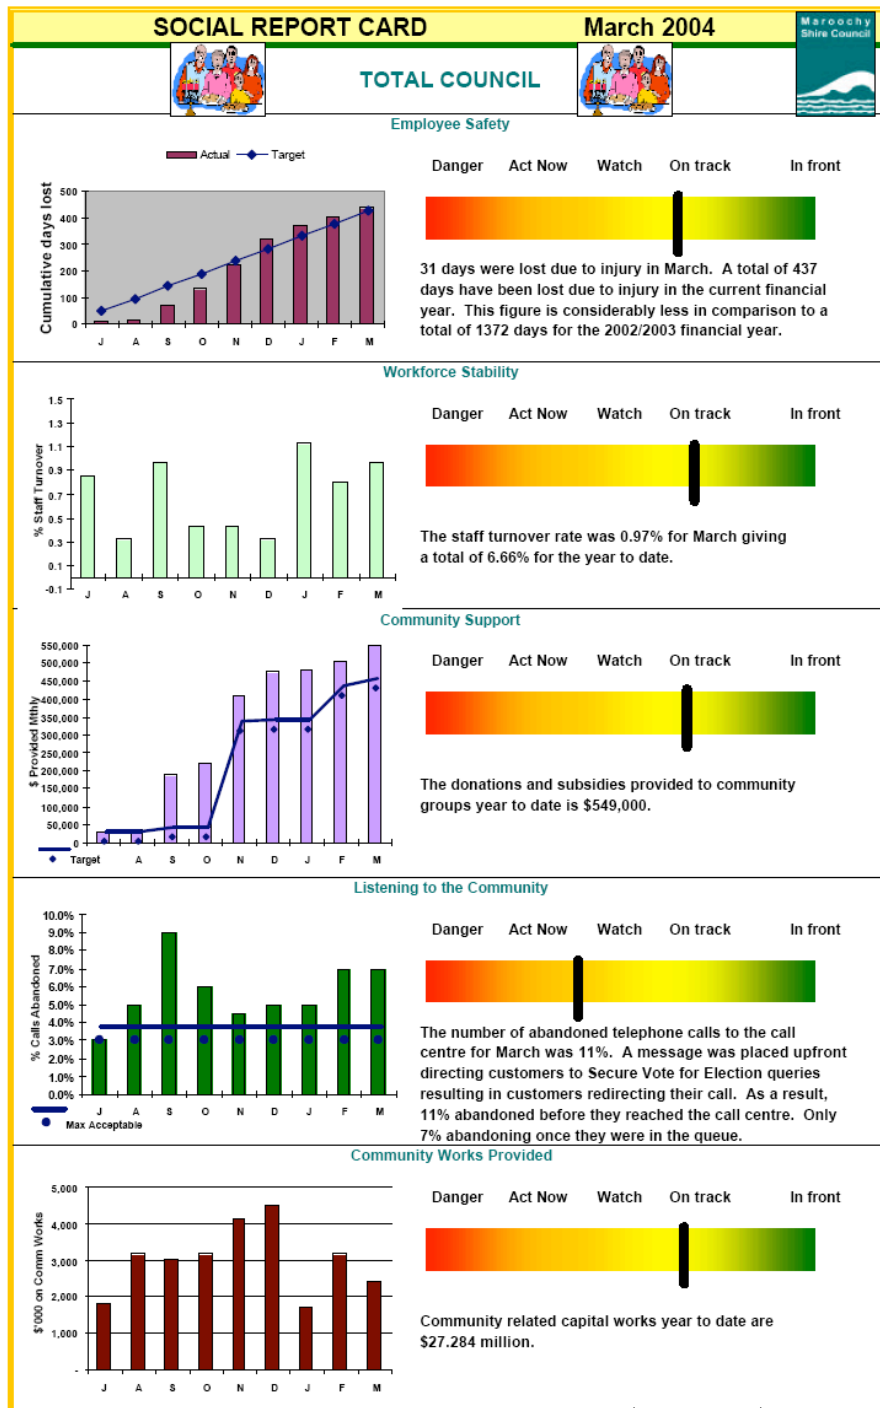 SOCIAL REPORT CARD March 2004
Maroochy
Shire Council
TOTAL COUNCIL
Employee Safety
Actual Target
Cumulative days lost
500
400
300
200
100
0
J A S O N D J F M
Danger Act Now Watch On track In front
31 days were lost due to injury in March. A total of 437
days have been lost due to injury in the current financial
year. This figure is considerably less in comparison to a
total of 1372 days for the 2002/2003 financial year.
Workforce Stability
% Staff Turnover
1.5
1.3
1.1
0.9
0.7
0.5
0.3
0.1
-0.1
J A S O N D J F M
Danger Act Now Watch On track In front
The staff turnover rate was 0.97% for March giving
a total of 6.66% for the year to date.
Community Support
$ Provided Mthly
550,000
500,000
450,000
400,000
350,000
300,000
250,000
200,000
150,000
100,000
50,000
0
Target
A S O N D J F M
Danger Act Now Watch On track In front
The donations and subsidies provided to community
groups year to date is $549,000.
Listening to the Community
% Calls Abandoned
10.0%
9.0%
8.0%
7.0%
6.0%
5.0%
4.0%
3.0%
2.0%
1.0%
0.0%
J A S O N D J F M
Max Acceptable
Danger Act Now Watch On track In front
The number of abandoned telephone calls to the call
centre for March was 11%. A message was placed upfront
directing customers to Secure Vote for Election queries
resulting in customers redirecting their call. As a result,
11% abandoned before they reached the call centre. Only
7% abandoning once they were in the queue.
Community Works Provided
$'000 on Comm Works
5,000
4,000
3,000
2,000
1,000
-
J A S O N D J F M
Danger Act Now Watch On track In front
Community related capital works year to date are
$27.284 million.